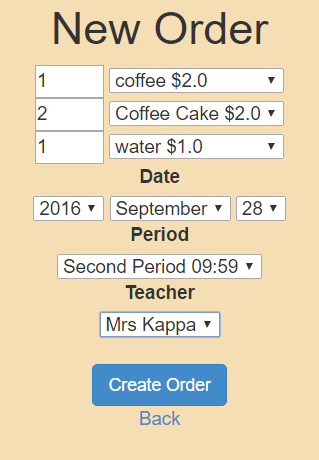 New Order
1 coffee $2.0
2 Coffee Cake $2.0
1 water $1.0
Date
2016 September 28
Period
Second Period 09:59
Teacher
Mrs Kappa
Create Order
Back